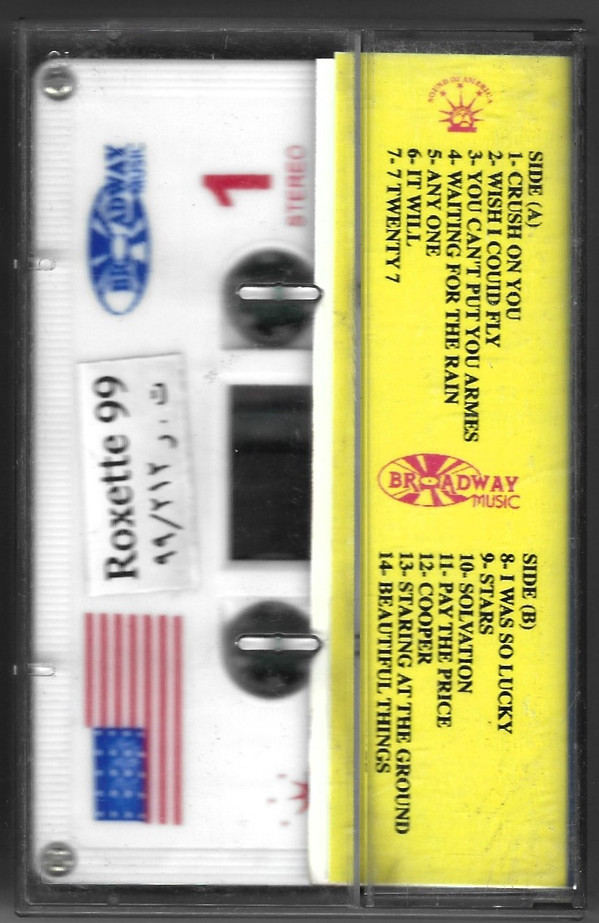 SOUND OF AMERICA
SIDE (A)
1- CRUSH ON YOU
2- WISH I COUID FLY
3- YOU CAN'T PUT YOU ARMES
4- WAITING FOR THE RAIN
5- ANY ONE
6- IT WILL
7- 7 TWENTY 7
BROADWAY
MUSIC
SIDE (B)
8- I WAS SO LUCKY
9- STARS
10- SOLVATION
11- PAY THE PRICE
12- COOPER
13- STARING AT THE GROUND
14- BEAUTIFUL THINGS
1
STEREO
BROADWAY
MUSIC
ت . ر ٩٩/٢١٢
Roxette 99